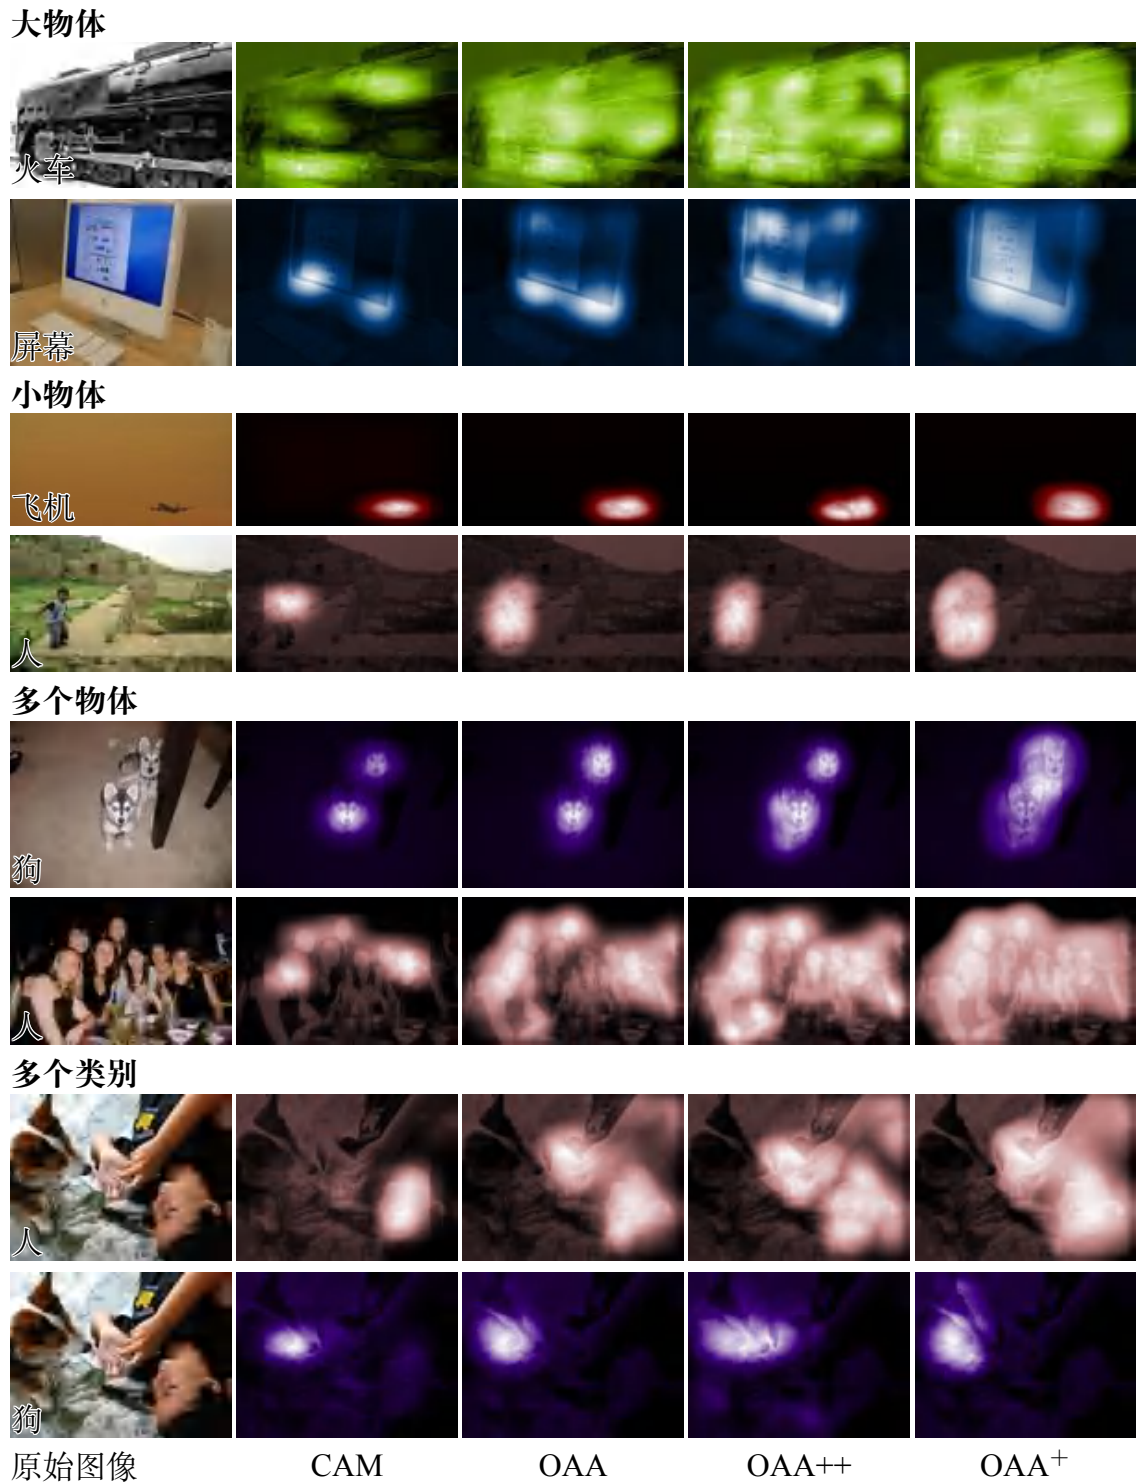 大物体
火车
屏幕
小物体
飞机
人
多个物体
狗
人
多个类别
人
狗
原始图像 CAM OAA OAA++ OAA⁺